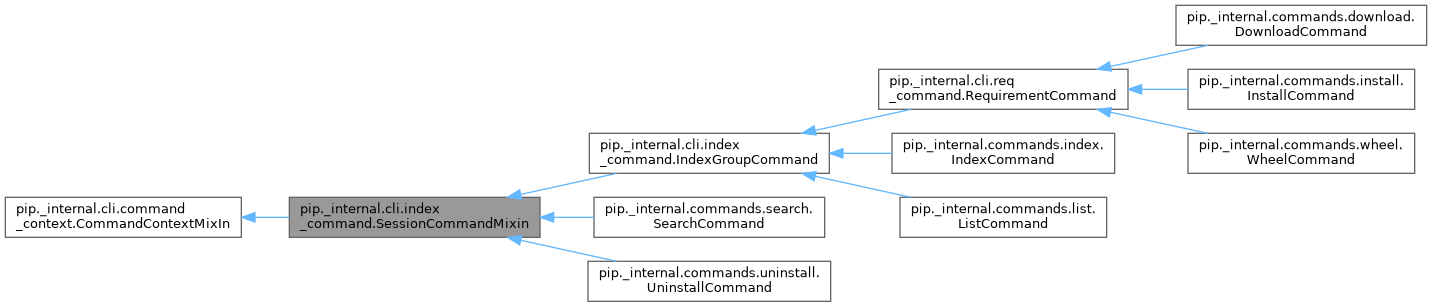 pip._internal.cli.command
_context.CommandContextMixIn
pip._internal.cli.index
_command.SessionCommandMixin
pip._internal.cli.index
_command.IndexGroupCommand
pip._internal.cli.req
_command.RequirementCommand
pip._internal.commands.download.
DownloadCommand
pip._internal.commands.install.
InstallCommand
pip._internal.commands.wheel.
WheelCommand
pip._internal.commands.index.
IndexCommand
pip._internal.commands.list.
ListCommand
pip._internal.commands.search.
SearchCommand
pip._internal.commands.uninstall.
UninstallCommand